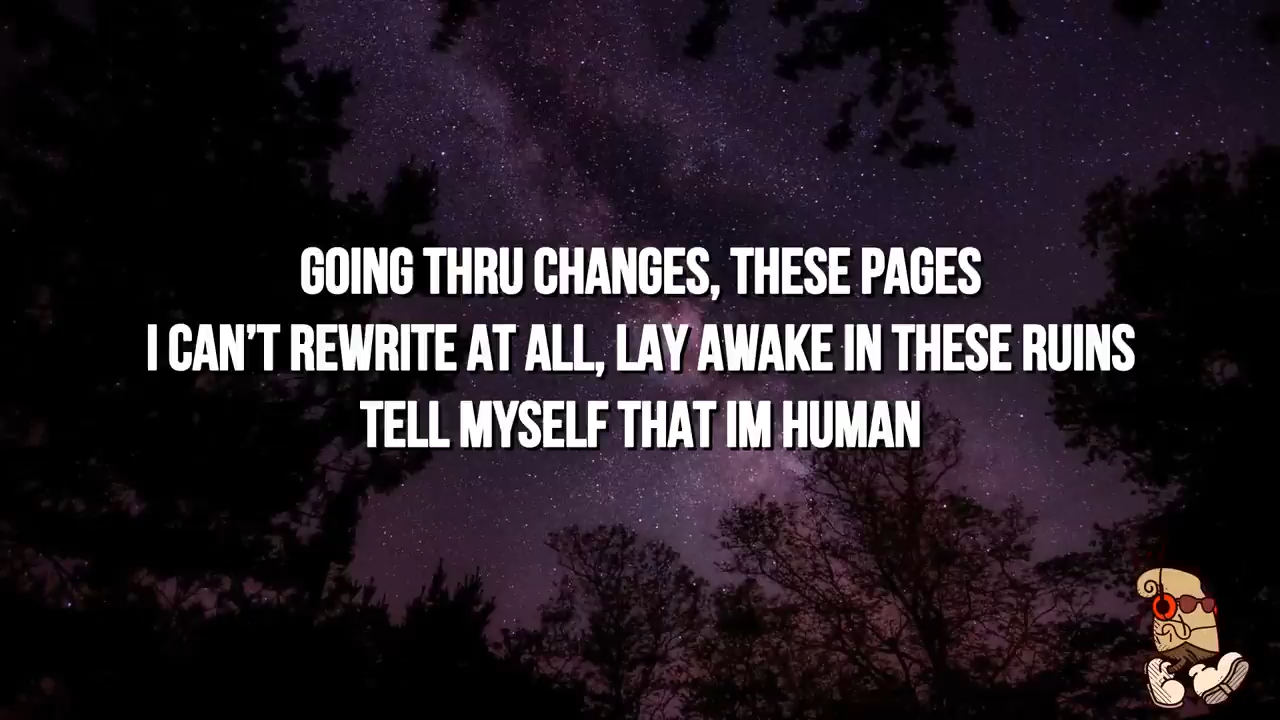 GOING THRU CHANGES, THESE PAGES
I CAN'T REWRITE AT ALL, LAY AWAKE IN THESE RUINS
TELL MYSELF THAT IM HUMAN